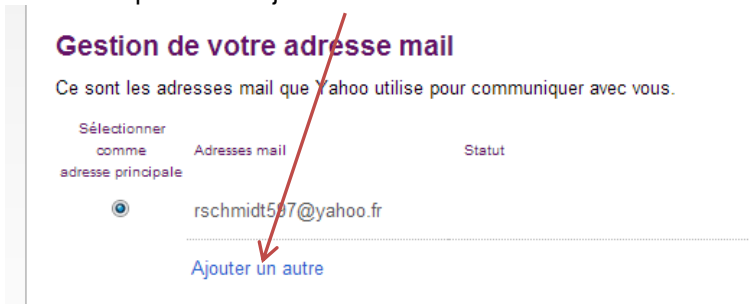 Gestion de votre adresse mail
Ce sont les adresses mail que Yahoo utilise pour communiquer avec vous.
Sélectionner
comme
adresse principale
Adresses mail
Statut
rschmidt597@yahoo.fr
Ajouter un autre